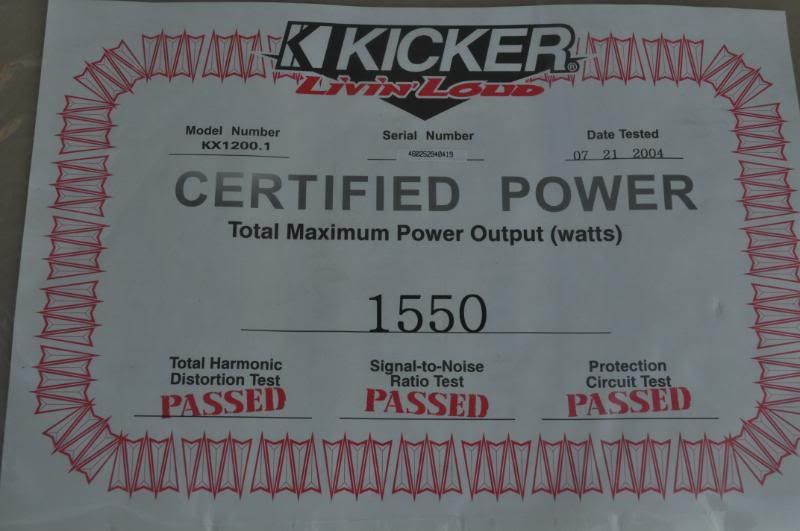 KICKER®
Livin' Loud
Model Number
KX1200.1
Serial Number
Date Tested
07 21 2004
CERTIFIED POWER
Total Maximum Power Output (watts)
1550
Total Harmonic
Distortion Test
PASSED
Signal-to-Noise
Ratio Test
PASSED
Protection
Circuit Test
PASSED